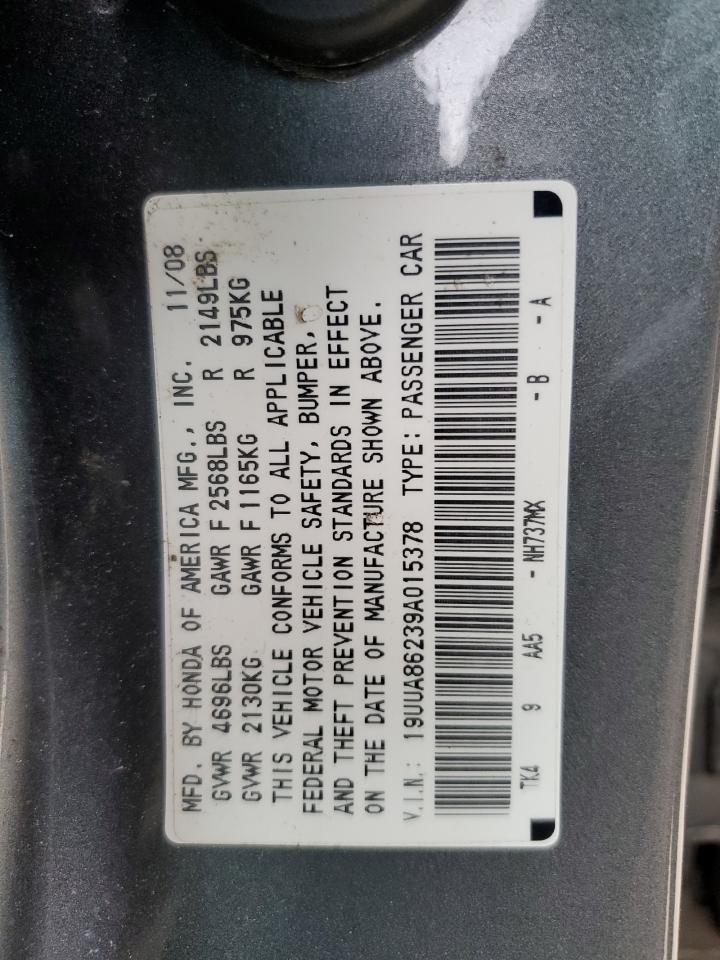 MFD. BY HONDA OF AMERICA MFG., INC. 11/08
GVWR 4696LBS GAWR F 2568LBS R 2149LBS
GVWR 2130KG GAWR F 1165KG R 975KG
THIS VEHICLE CONFORMS TO ALL APPLICABLE
FEDERAL MOTOR VEHICLE SAFETY, BUMPER,
AND THEFT PREVENTION STANDARDS IN EFFECT
ON THE DATE OF MANUFACTURE SHOWN ABOVE.
V.I.N.: 19UUA86239A015378 TYPE: PASSENGER CAR
TK4 9 AA5 - NH737MX - B - A